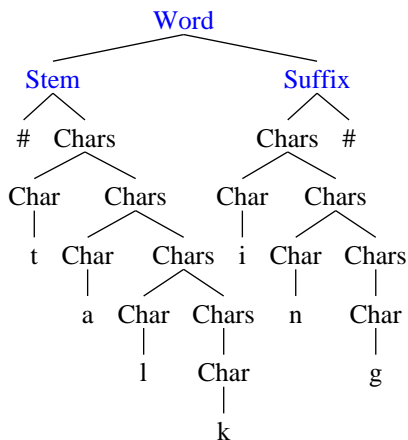 Word
Stem Suffix
# Chars Chars #
Char Chars Char Chars
t Char Chars i Char Chars
a Char Chars n Char
l Char g
k